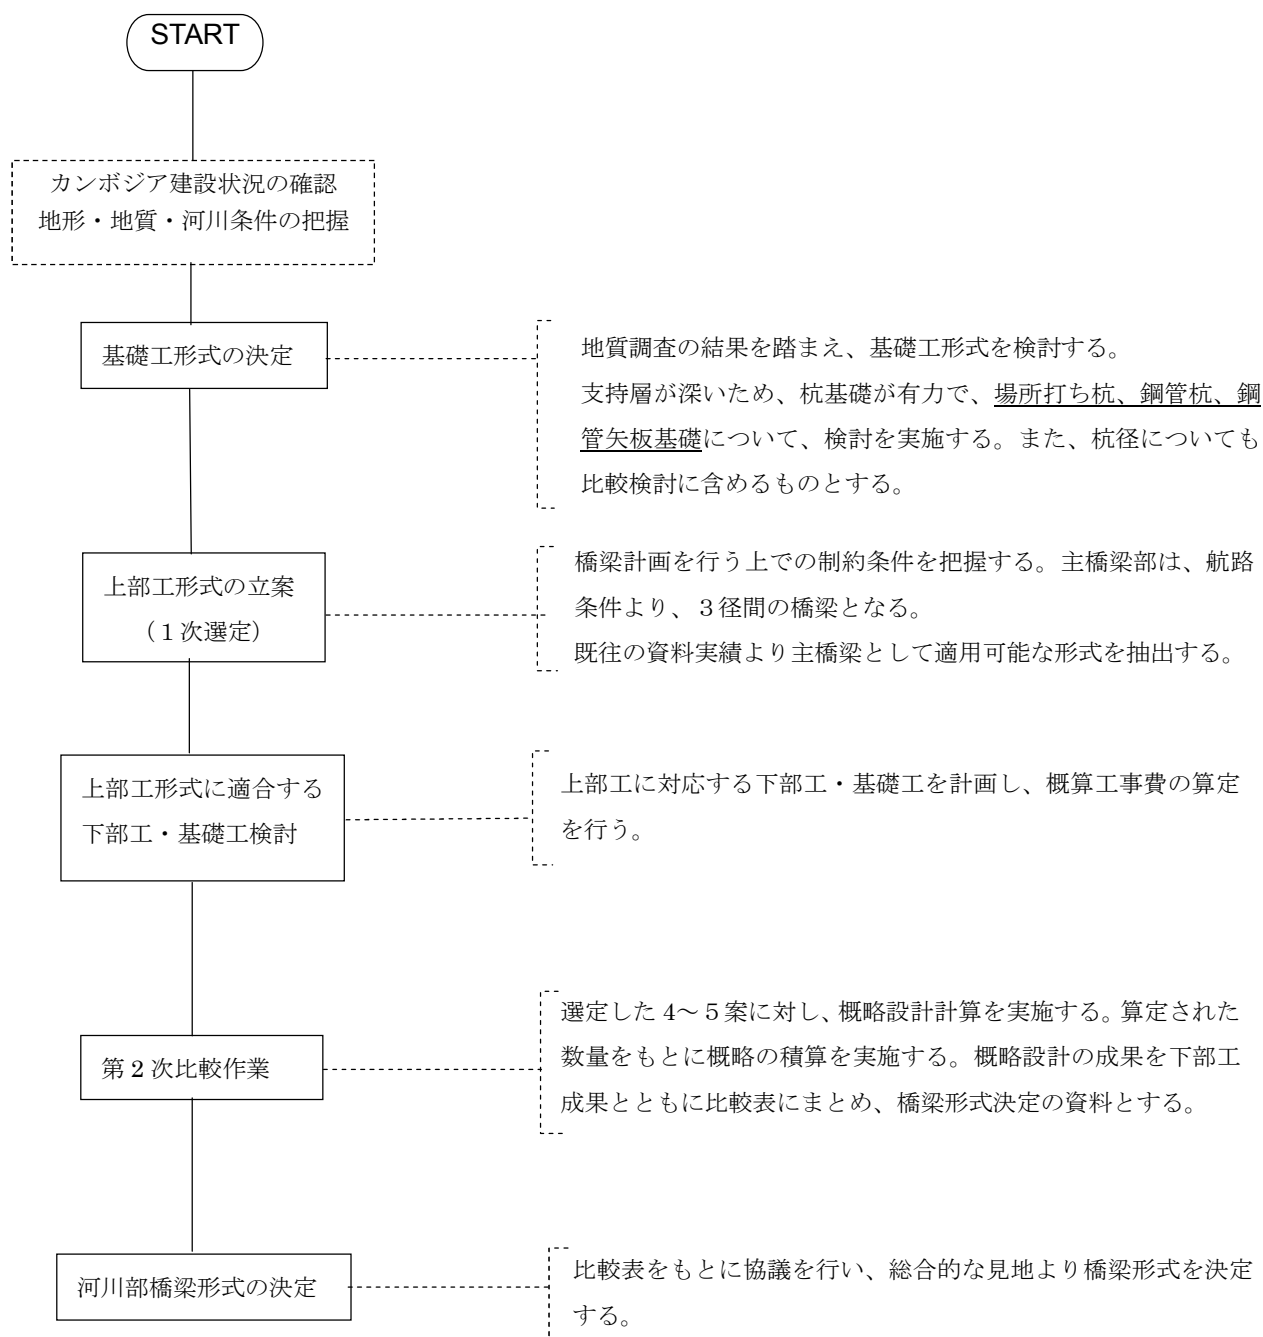 START
カンボジア建設状況の確認
地形・地質・河川条件の把握
基礎工形式の決定
地質調査の結果を踏まえ、基礎工形式を検討する。
支持層が深いため、杭基礎が有力で、場所打ち杭、鋼管杭、鋼
管矢板基礎について、検討を実施する。また、杭径についても
比較検討に含めるものとする。
上部工形式の立案
（１次選定）
橋梁計画を行う上での制約条件を把握する。主橋梁部は、航路
条件より、３径間の橋梁となる。
既往の資料実績より主橋梁として適用可能な形式を抽出する。
上部工形式に適合する
下部工・基礎工検討
上部工に対応する下部工・基礎工を計画し、概算工事費の算定
を行う。
第 2 次比較作業
選定した 4～５案に対し、概略設計計算を実施する。算定された
数量をもとに概略の積算を実施する。概略設計の成果を下部工
成果とともに比較表にまとめ、橋梁形式決定の資料とする。
河川部橋梁形式の決定
比較表をもとに協議を行い、総合的な見地より橋梁形式を決定
する。